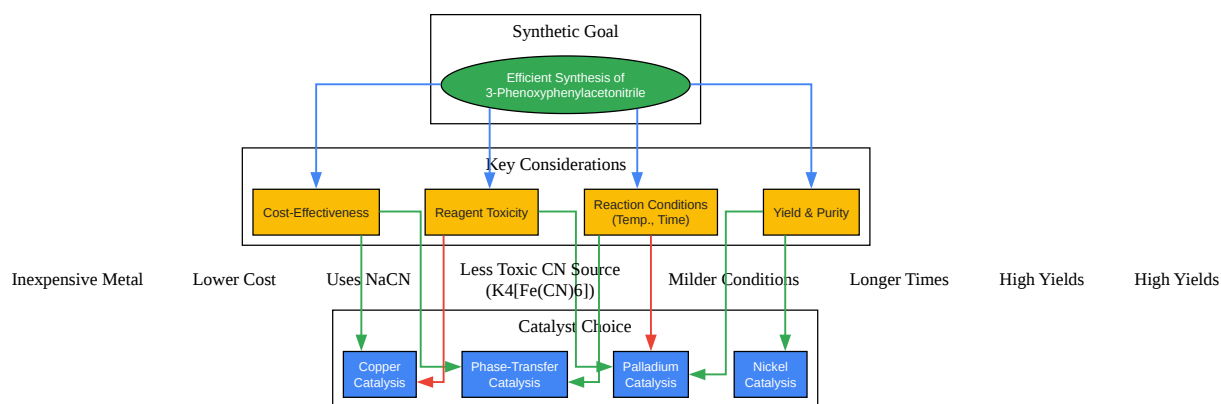 Synthetic Goal
Efficient Synthesis of
3-Phenoxyphenylacetonitrile
Key Considerations
Cost-Effectiveness
Reagent Toxicity
Reaction Conditions
(Temp., Time)
Yield & Purity
Inexpensive Metal
Lower Cost
Uses NaCN
Less Toxic CN Source
(K4[Fe(CN)6])
Milder Conditions
Longer Times
High Yields
High Yields
Catalyst Choice
Copper
Catalysis
Phase-Transfer
Catalysis
Palladium
Catalysis
Nickel
Catalysis